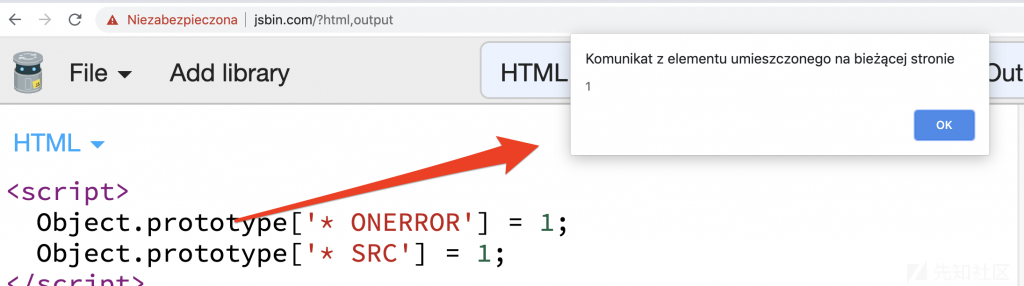 Niezabezpieczona | jsbin.com/?html,output
File Add library HTML Out
Komunikat z elementu umieszczonego na bieżącej stronie
1
OK
HTML
<script>
Object.prototype['* ONERROR'] = 1;
Object.prototype['* SRC'] = 1;
</script>
先知社区